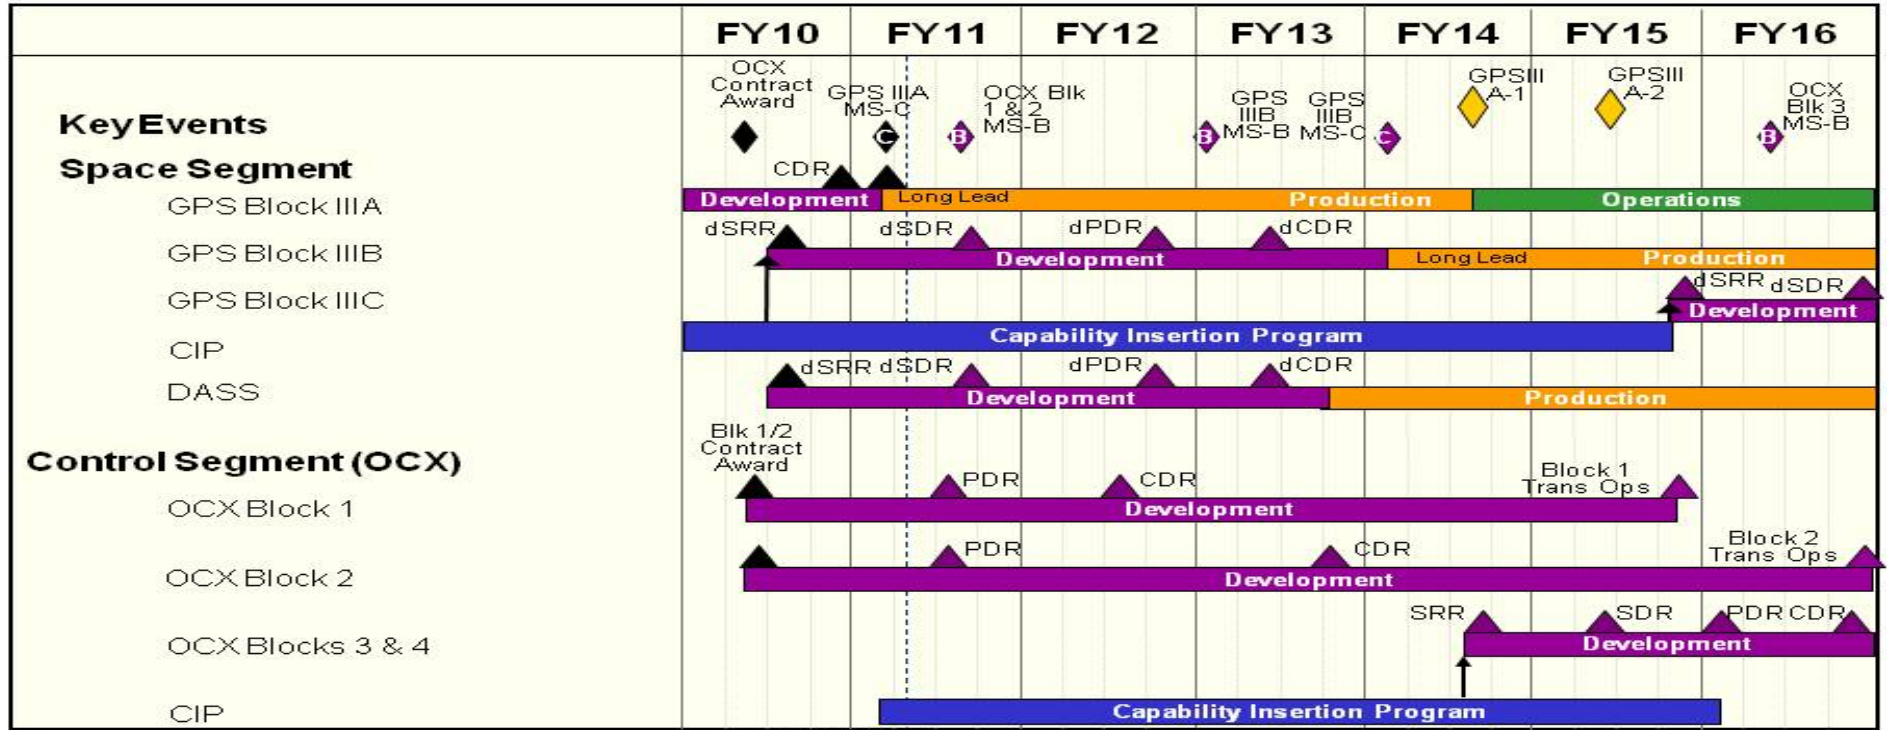 FY10 FY11 FY12 FY13 FY14 FY15 FY16
Key Events
OCX
Contract
Award
GPS IIIA
MS-C
C
OCX Blk
1 & 2
MS-B
B
GPS
IIIB
MS-B
B
GPS
IIIB
MS-C
C
GPSIII
A-1
GPSIII
A-2
OCX
Blk 3
MS-B
B
Space Segment
CDR
GPS Block IIIA
Development Long Lead Production Operations
dSRR dSDR dPDR dCDR
GPS Block IIIB
Development Long Lead Production
GPS Block IIIC
dSRR dSDR
Development
CIP
Capability Insertion Program
DASS
dSRR dSDR dPDR dCDR
Development Production
Control Segment (OCX)
Blk 1/2
Contract
Award
OCX Block 1
PDR CDR
Block 1
Trans Ops
Development
OCX Block 2
PDR CDR
Block 2
Trans Ops
Development
OCX Blocks 3 & 4
SRR SDR PDR CDR
Development
CIP
Capability Insertion Program